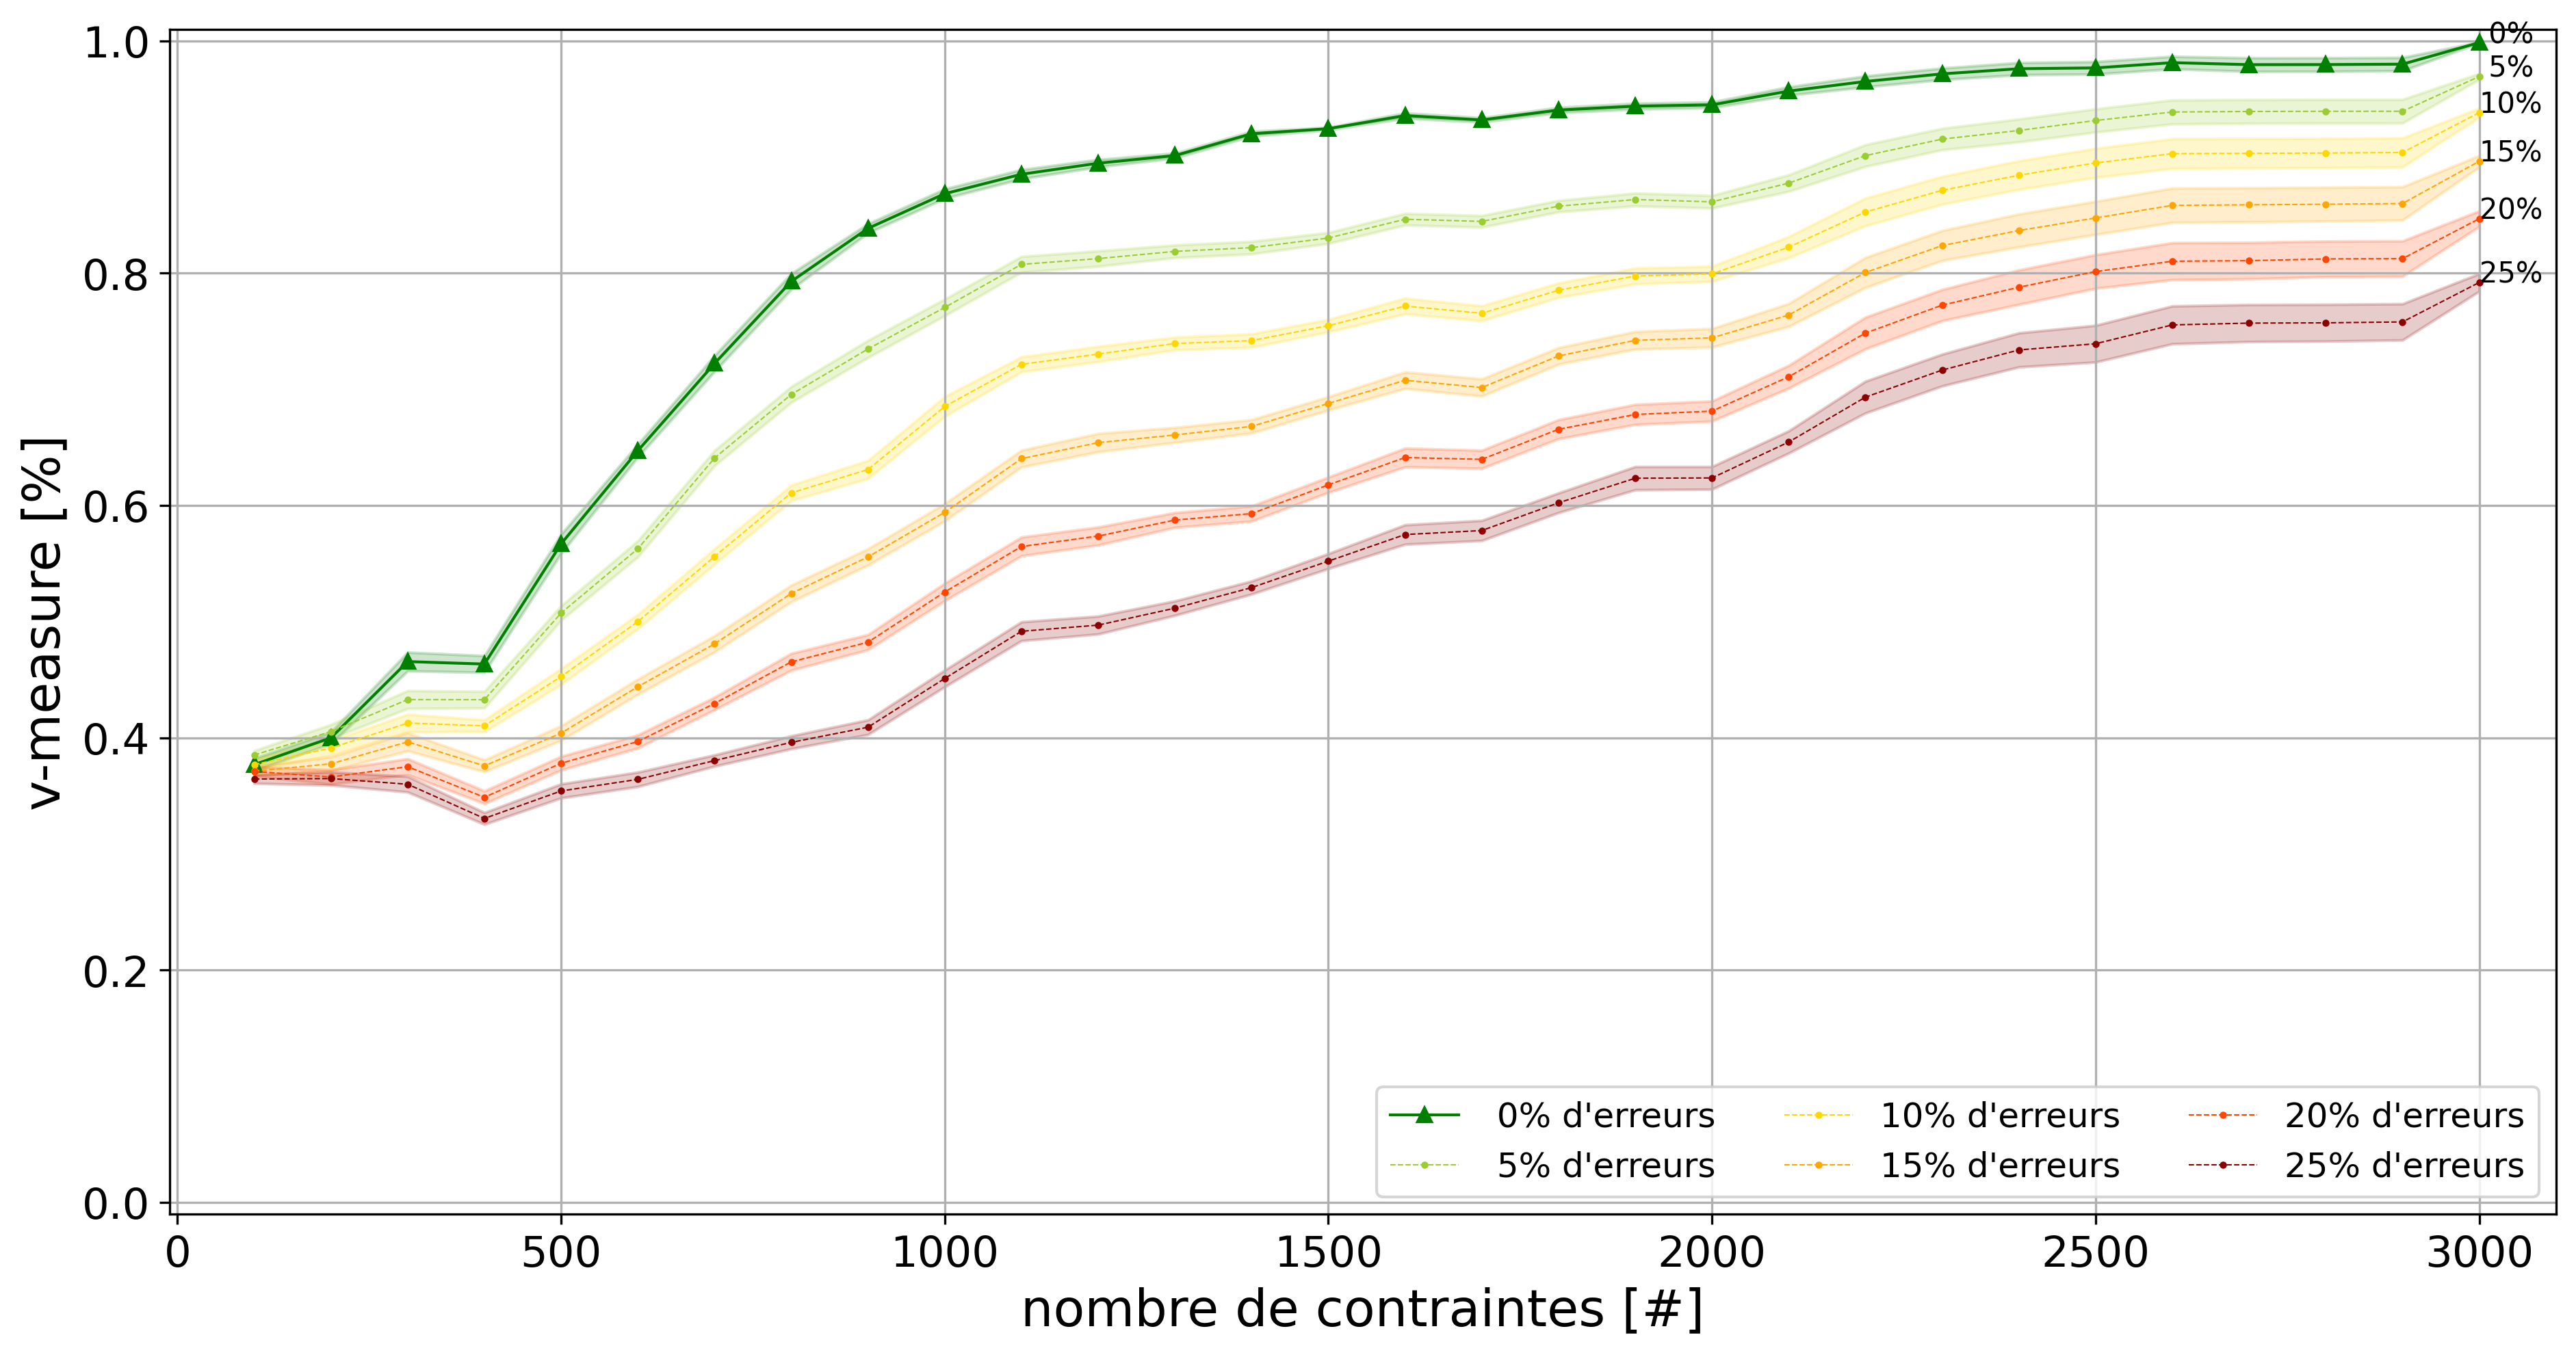 1.0
0.8
0.6
0.4
0.2
0.0
v-measure [%]
0%
5%
10%
15%
20%
25%
0% d'erreurs
5% d'erreurs
10% d'erreurs
15% d'erreurs
20% d'erreurs
25% d'erreurs
0 500 1000 1500 2000 2500 3000
nombre de contraintes [#]